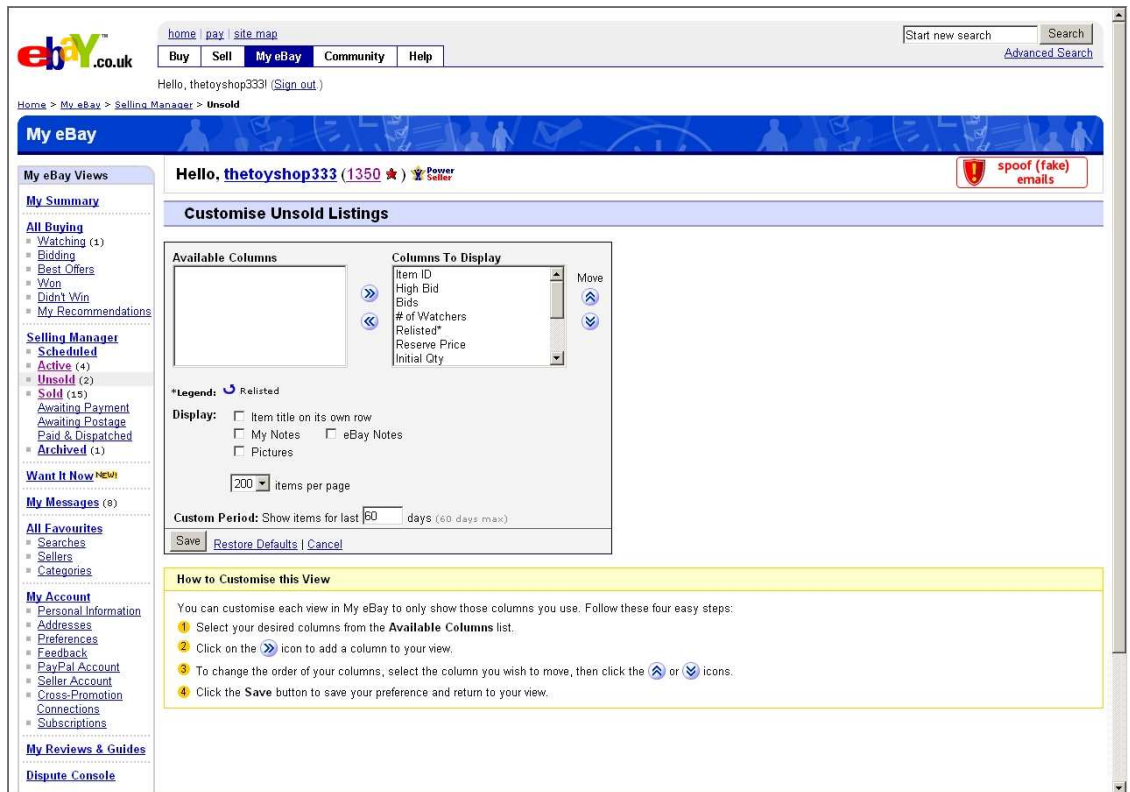 ebay.co.uk
home | pay | site map
Start new search Search
Buy Sell My eBay Community Help
Advanced Search
Hello, thetoyshop333! (Sign out.)
Home > My eBay > Selling Manager > Unsold
My eBay
My eBay Views
Hello, thetoyshop333 (1350 ) Power Seller
spoof (fake) emails
My Summary
Customise Unsold Listings
All Buying
Watching (1)
Bidding
Best Offers
Won
Didn't Win
My Recommendations
Selling Manager
Scheduled
Active (4)
Unsold (2)
Sold (15)
Awaiting Payment
Awaiting Postage
Paid & Dispatched
Archived (1)
Want It Now NEW!
My Messages (8)
All Favourites
Searches
Sellers
Categories
My Account
Personal Information
Addresses
Preferences
Feedback
PayPal Account
Seller Account
Cross-Promotion
Connections
Subscriptions
My Reviews & Guides
Dispute Console
Available Columns
Columns To Display
Item ID
High Bid
Bids
# of Watchers
Relisted*
Reserve Price
Initial Qty
Move
*Legend: Relisted
Display: Item title on its own row
My Notes eBay Notes
Pictures
200 items per page
Custom Period: Show items for last 60 days (60 days max)
Save Restore Defaults | Cancel
How to Customise this View
You can customise each view in My eBay to only show those columns you use. Follow these four easy steps:
1 Select your desired columns from the Available Columns list.
2 Click on the icon to add a column to your view.
3 To change the order of your columns, select the column you wish to move, then click the or icons.
4 Click the Save button to save your preference and return to your view.